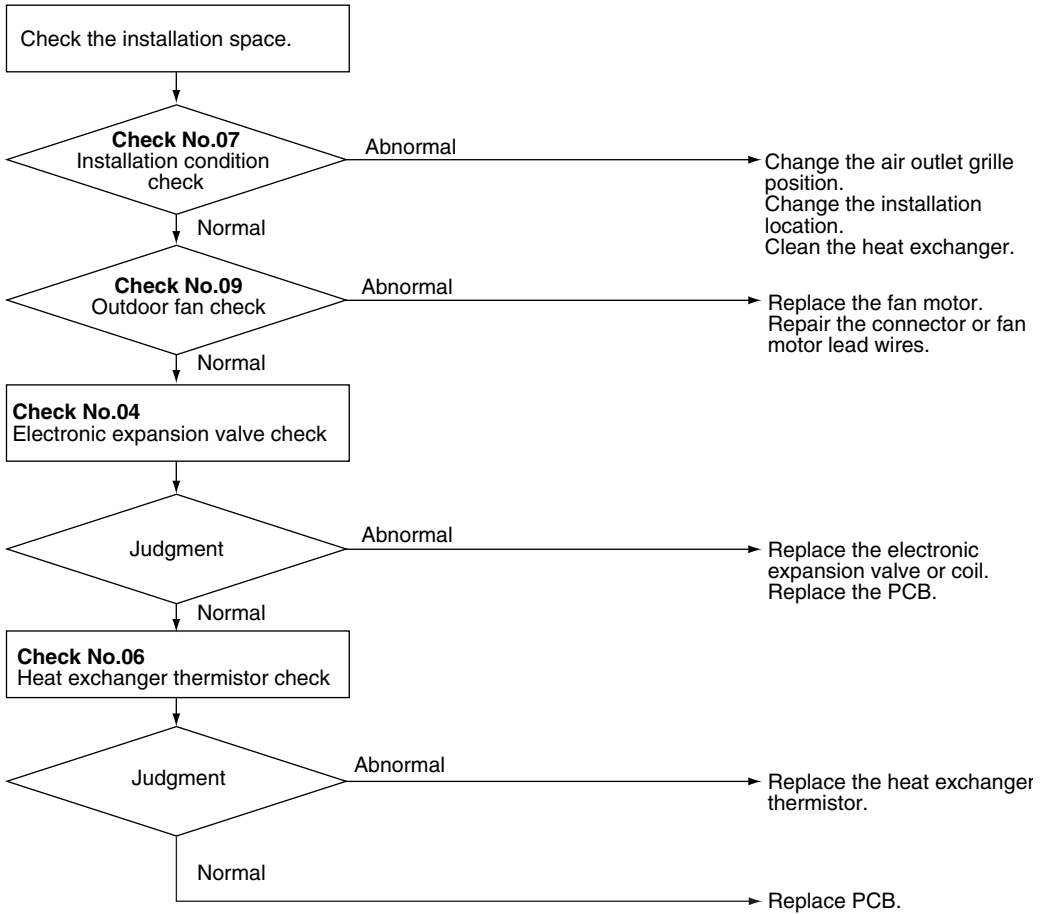 Check the installation space.
Check No.07
Installation condition
check
Abnormal
Change the air outlet grille
position.
Change the installation
location.
Clean the heat exchanger.
Normal
Check No.09
Outdoor fan check
Abnormal
Replace the fan motor.
Repair the connector or fan
motor lead wires.
Normal
Check No.04
Electronic expansion valve check
Judgment
Abnormal
Replace the electronic
expansion valve or coil.
Replace the PCB.
Normal
Check No.06
Heat exchanger thermistor check
Judgment
Abnormal
Replace the heat exchanger
thermistor.
Normal
Replace PCB.